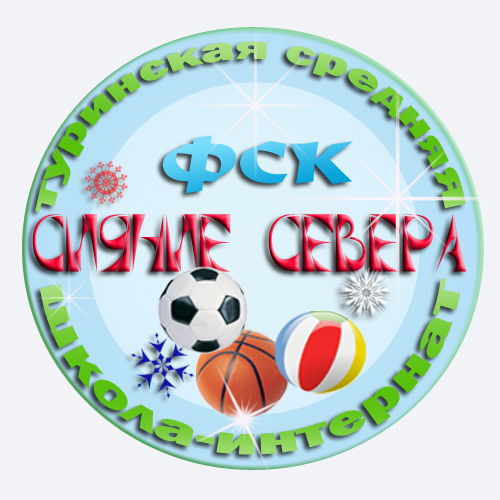 Туринская средняя
ФСК
СИЯНИЕ СЕВЕРА
школа-интернат